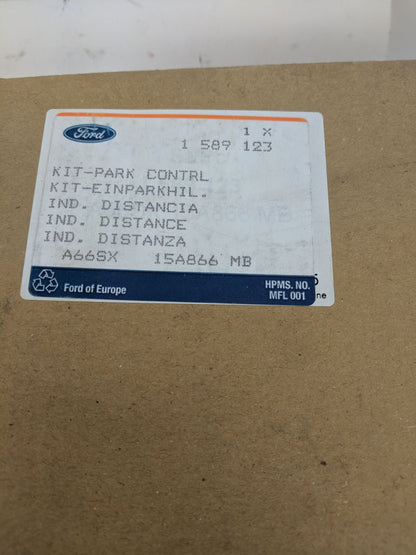 Ford
1 X
1 589 123
KIT-PARK CONTRL
KIT-EINPARKHIL.
IND. DISTANCIA
IND. DISTANCE
IND. DISTANZA
A66SX 15A866 MB
Ford of Europe
HPMS. NO.
MFL 001
ne